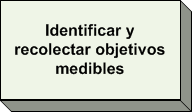 Identificar y
recolectar objetivos
medibles